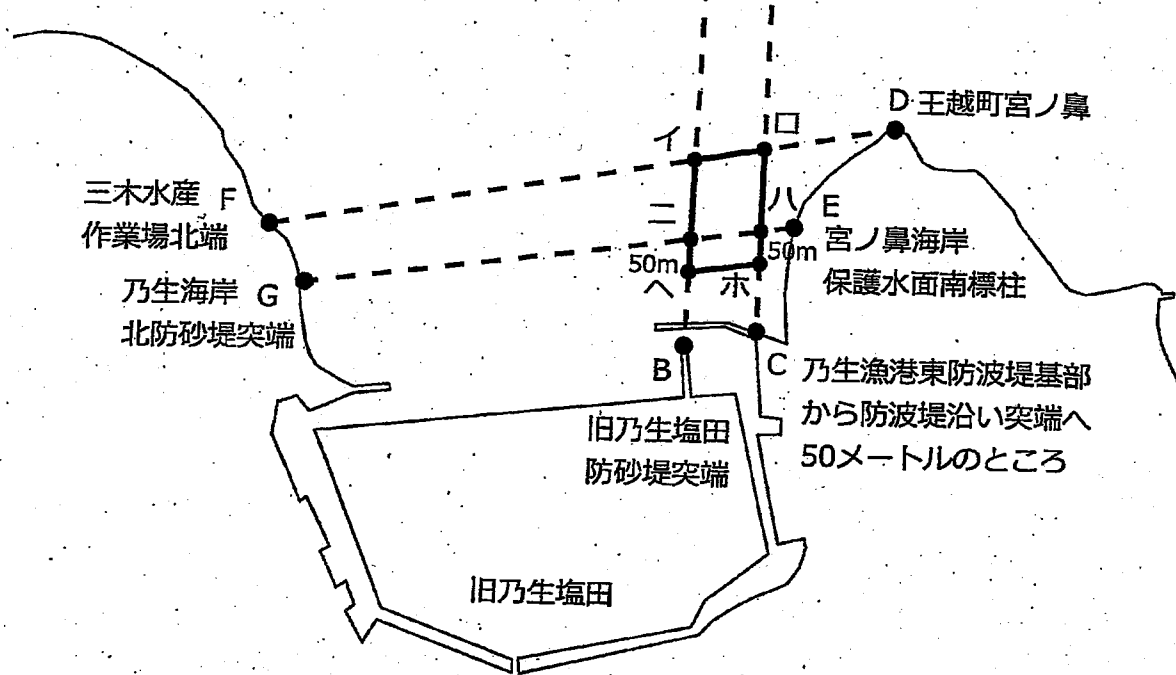 D 王越町宮ノ鼻
イ
ロ
三木水産 F
作業場北端
ニ
ハ
E
宮ノ鼻海岸
保護水面南標柱
50m
50m
乃生海岸 G
北防砂堤突端
ヘ
ホ
B
C 乃生漁港東防波堤基部
から防波堤沿い突端へ
50メートルのところ
旧乃生塩田
防砂堤突端
旧乃生塩田